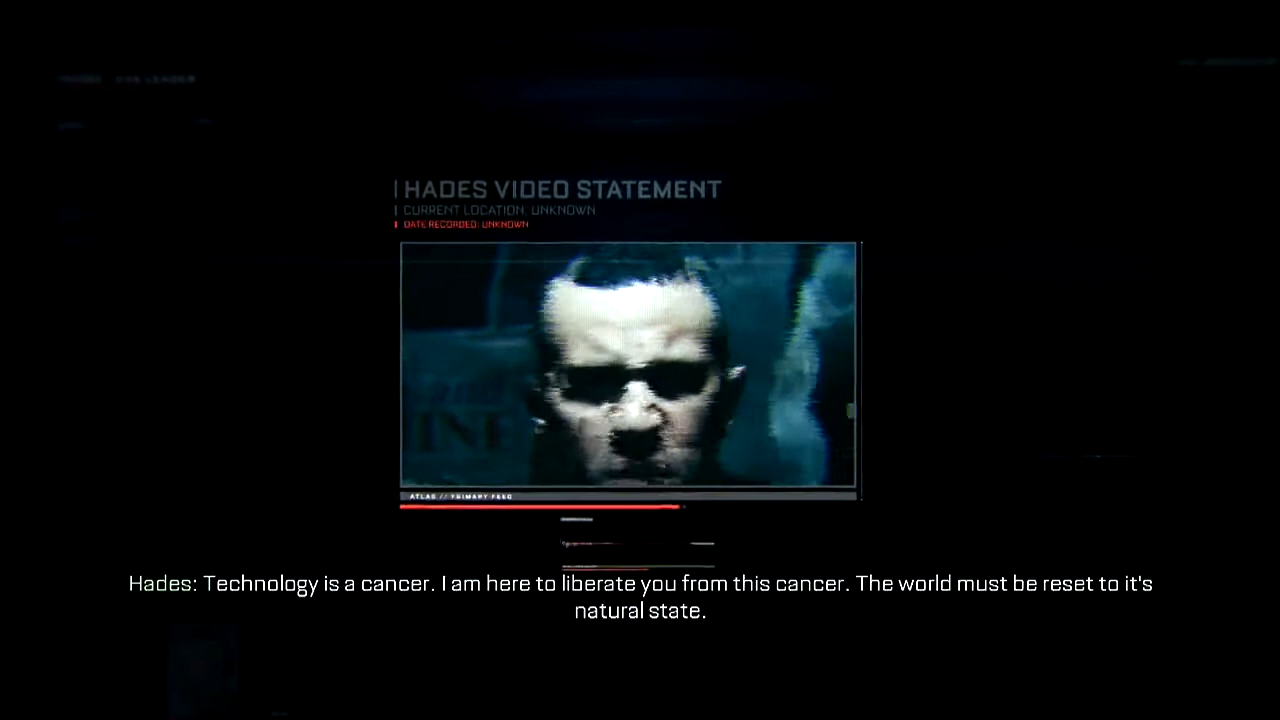 HADES VIDEO STATEMENT
CURRENT LOCATION: UNKNOWN
DATE RECORDED: UNKNOWN
INE
ATLAS // PRIMARY FEED
Hades: Technology is a cancer. I am here to liberate you from this cancer. The world must be reset to it's
natural state.